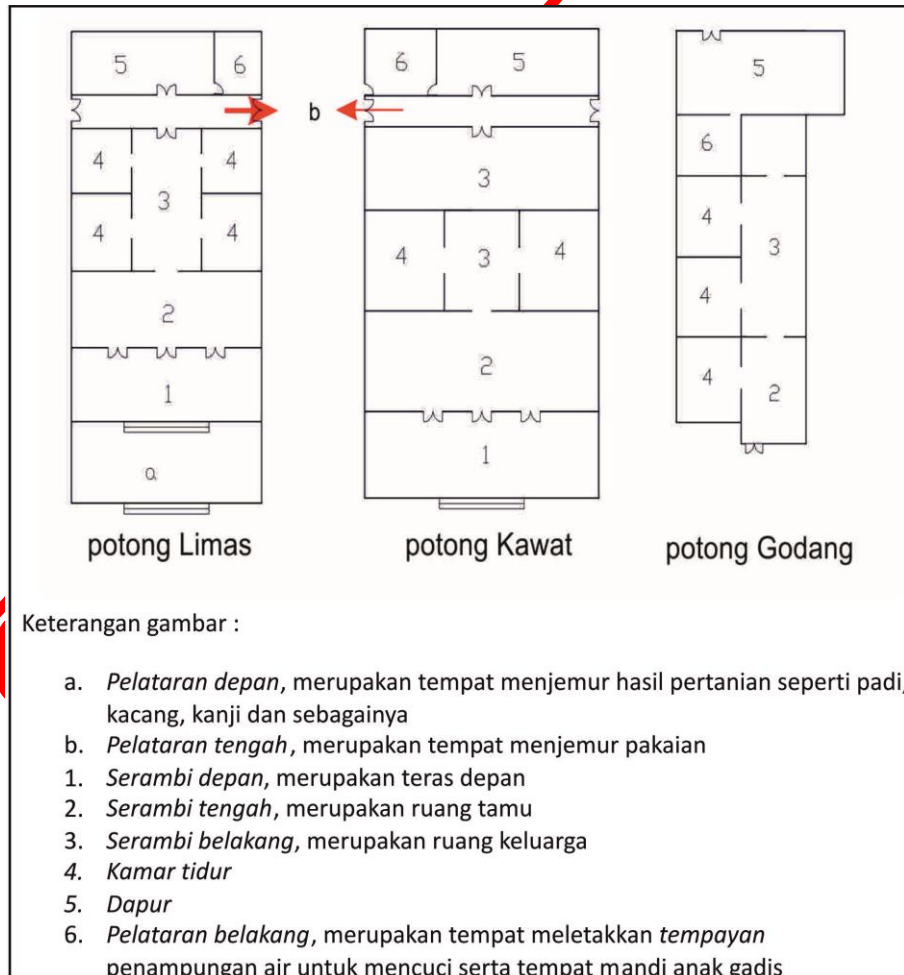 5 6 6 5 5
b
4 4 3 6
3
4 4 4 3 4 4 3
2 2 4
1 1 4 2
a
potong Limas potong Kawat potong Godang
Keterangan gambar :
a. Pelataran depan, merupakan tempat menjemur hasil pertanian seperti padi,
kacang, kanji dan sebagainya
b. Pelataran tengah, merupakan tempat menjemur pakaian
1. Serambi depan, merupakan teras depan
2. Serambi tengah, merupakan ruang tamu
3. Serambi belakang, merupakan ruang keluarga
4. Kamar tidur
5. Dapur
6. Pelataran belakang, merupakan tempat meletakkan tempayan
penampungan air untuk mencuci serta tempat mandi anak gadis